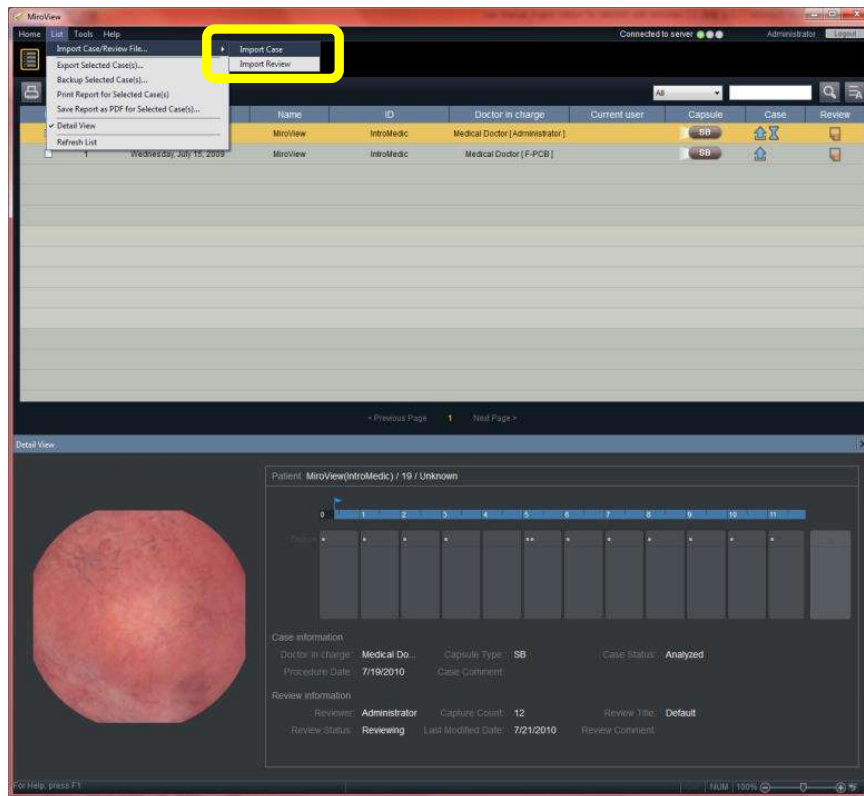 MiroView
Home List Tools Help Connected to server Administrator Logout
Import Case/Review File... Import Case
Import Review
Export Selected Case(s)...
Backup Selected Case(s)...
Print Report for Selected Case(s)
Save Report as PDF for Selected Case(s)...
Detail View
Refresh List
All
Name ID Doctor in charge Current user Capsule Case Review
MiroView IntroMedic Medical Doctor [Administrator] SB
1 Wednesday, July 15, 2009 MiroView IntroMedic Medical Doctor [ F-PCB ] SB
< Previous Page 1 Next Page >
Detail View
Patient MiroView(IntroMedic) / 19 / Unknown
0 1 2 3 4 5 6 7 8 9 10 11
Case information
Doctor in charge: Medical Do... Capsule Type: SB Case Status: Analyzed
Procedure Date: 7/19/2010 Case Comment:
Review information
Reviewer: Administrator Capture Count: 12 Review Title: Default
Review Status: Reviewing Last Modified Date: 7/21/2010 Review Comment:
For Help, press F1 NUM 100%